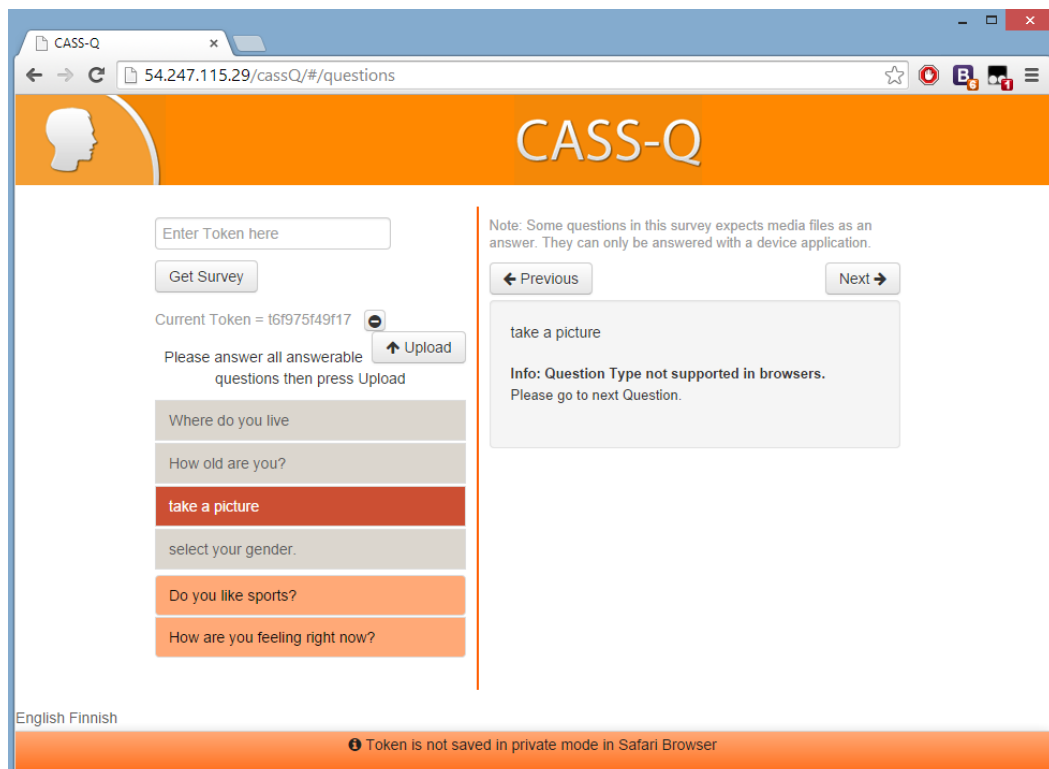 CASS-Q
54.247.115.29/cassQ/#/questions
6
1
CASS-Q
Enter Token here
Get Survey
Current Token = t6f975f49f17
Upload
Please answer all answerable
questions then press Upload
Where do you live
How old are you?
take a picture
select your gender.
Do you like sports?
How are you feeling right now?
Note: Some questions in this survey expects media files as an
answer. They can only be answered with a device application.
Previous
Next
take a picture
Info: Question Type not supported in browsers.
Please go to next Question.
English Finnish
Token is not saved in private mode in Safari Browser